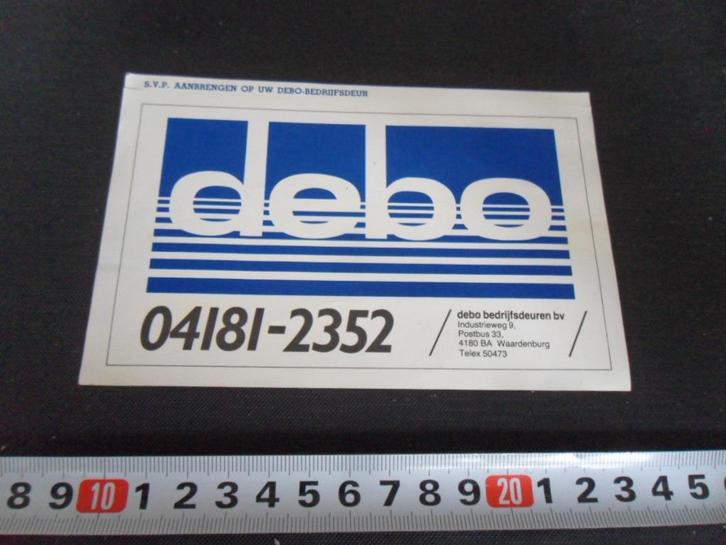 S.V.P. AANBRENGEN OP UW DEBO-BEDRIJFSDEUR
debo
04181-2352
debo bedrijfsdeuren bv
Industrieweg 9,
Postbus 33,
4180 BA Waardenburg
Telex 50473
8 9 10 1 2 3 4 5 6 7 8 9 20 1 2 3 4 5